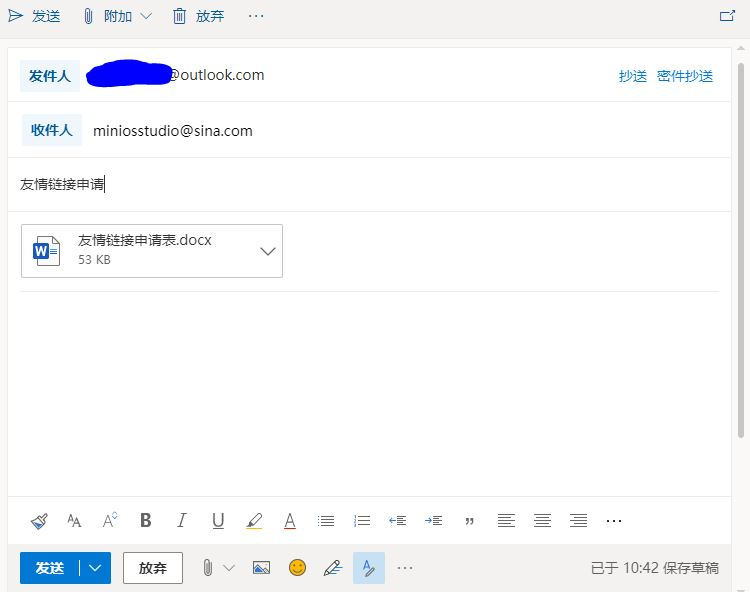 发送 附加 放弃 ···
发件人 @outlook.com 抄送 密件抄送
收件人 miniosstudio@sina.com
友情链接申请
友情链接申请表.docx
53 KB
B I U A
发送 放弃 已于 10:42 保存草稿